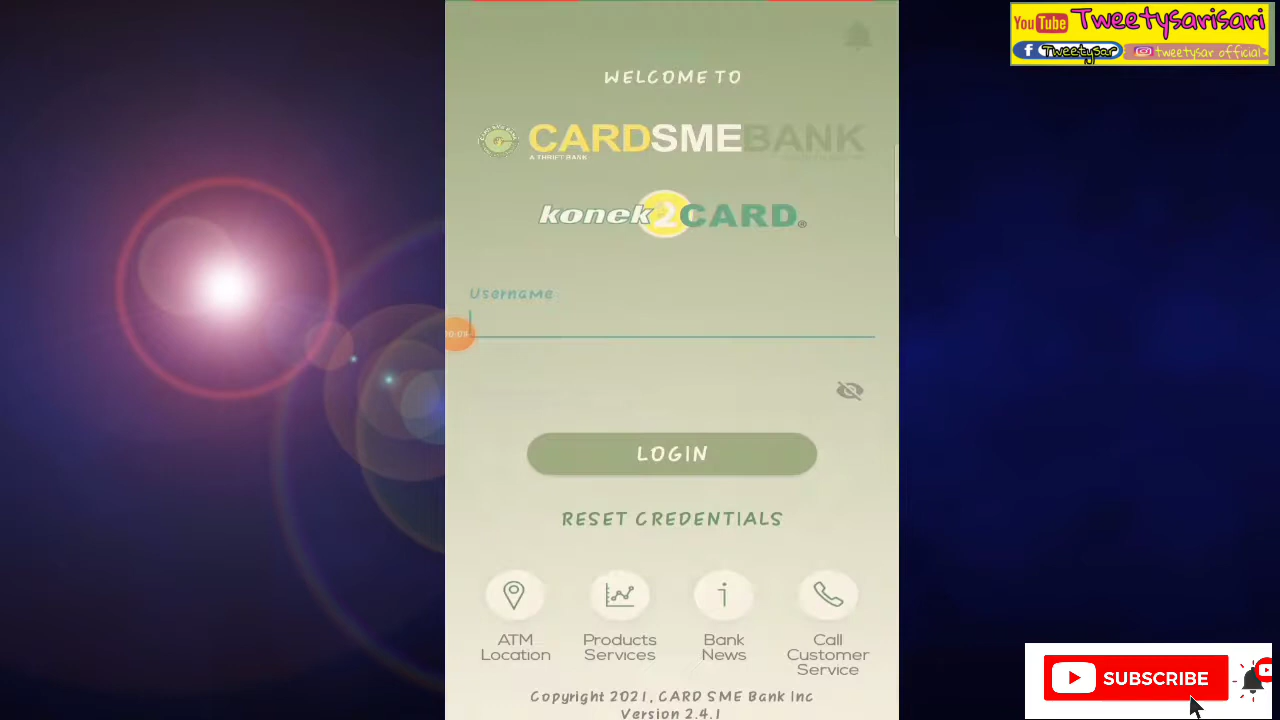 YouTube Tweetysarisari
f Tweetysar tweetysar official
WELCOME TO
CARDSMEBANK
A THRIFT BANK
konek2CARD®
Username
LOGIN
RESET CREDENTIALS
ATM Location
Products Services
Bank News
Call Customer Service
Copyright 2021, CARD SME Bank Inc
Version 2.4.1
SUBSCRIBE